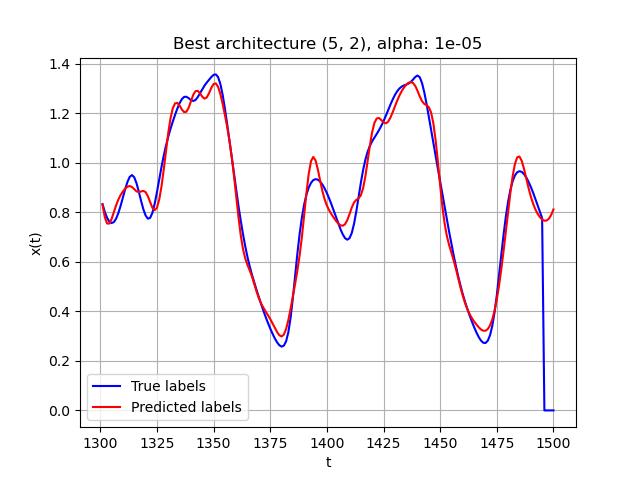 Best architecture (5, 2), alpha: 1e-05
1.4
1.2
1.0
0.8
0.6
0.4
0.2
0.0
x(t)
True labels
Predicted labels
1300 1325 1350 1375 1400 1425 1450 1475 1500
t